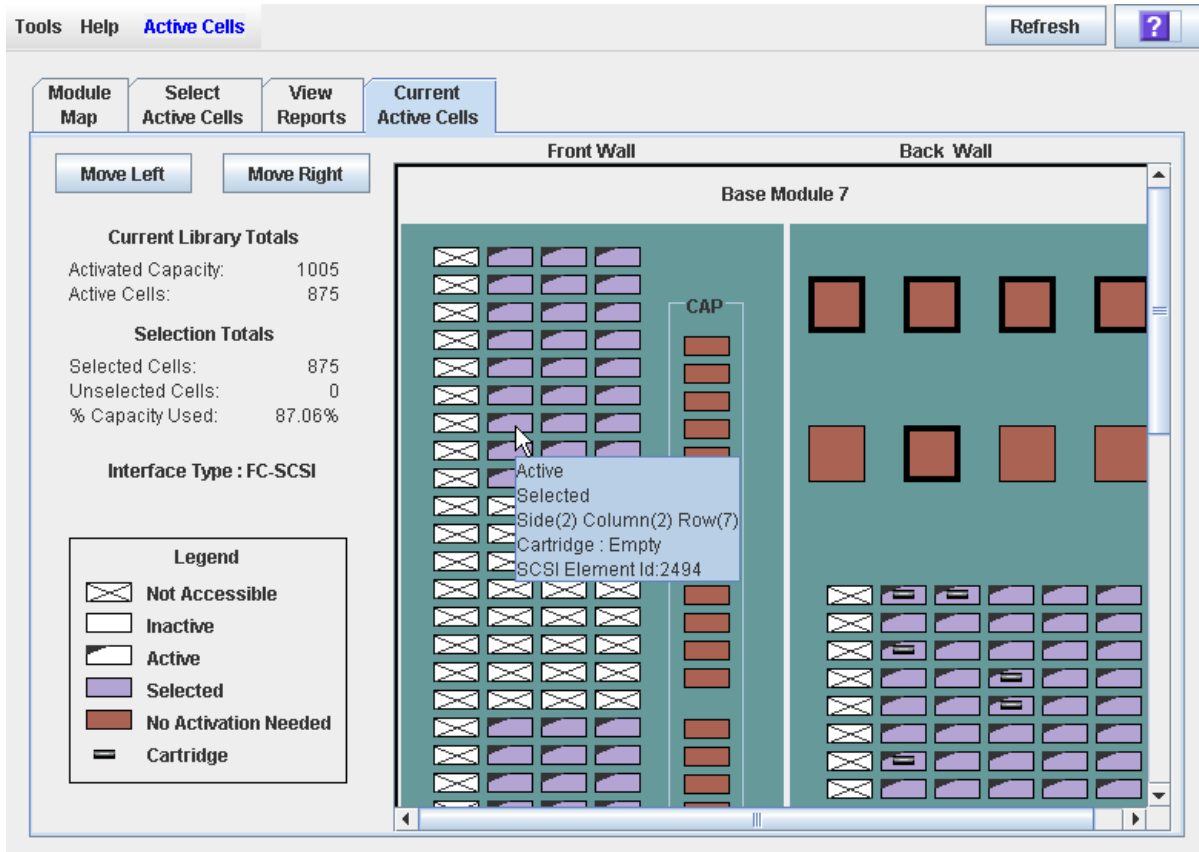 Tools Help Active Cells Refresh ?
Module Map
Select Active Cells
View Reports
Current Active Cells
Move Left Move Right
Front Wall Back Wall
Base Module 7
Current Library Totals
Activated Capacity: 1005
Active Cells: 875
Selection Totals
Selected Cells: 875
Unselected Cells: 0
% Capacity Used: 87.06%
Interface Type : FC-SCSI
CAP
Active
Selected
Side(2) Column(2) Row(7)
Cartridge : Empty
SCSI Element Id:2494
Legend
Not Accessible
Inactive
Active
Selected
No Activation Needed
Cartridge